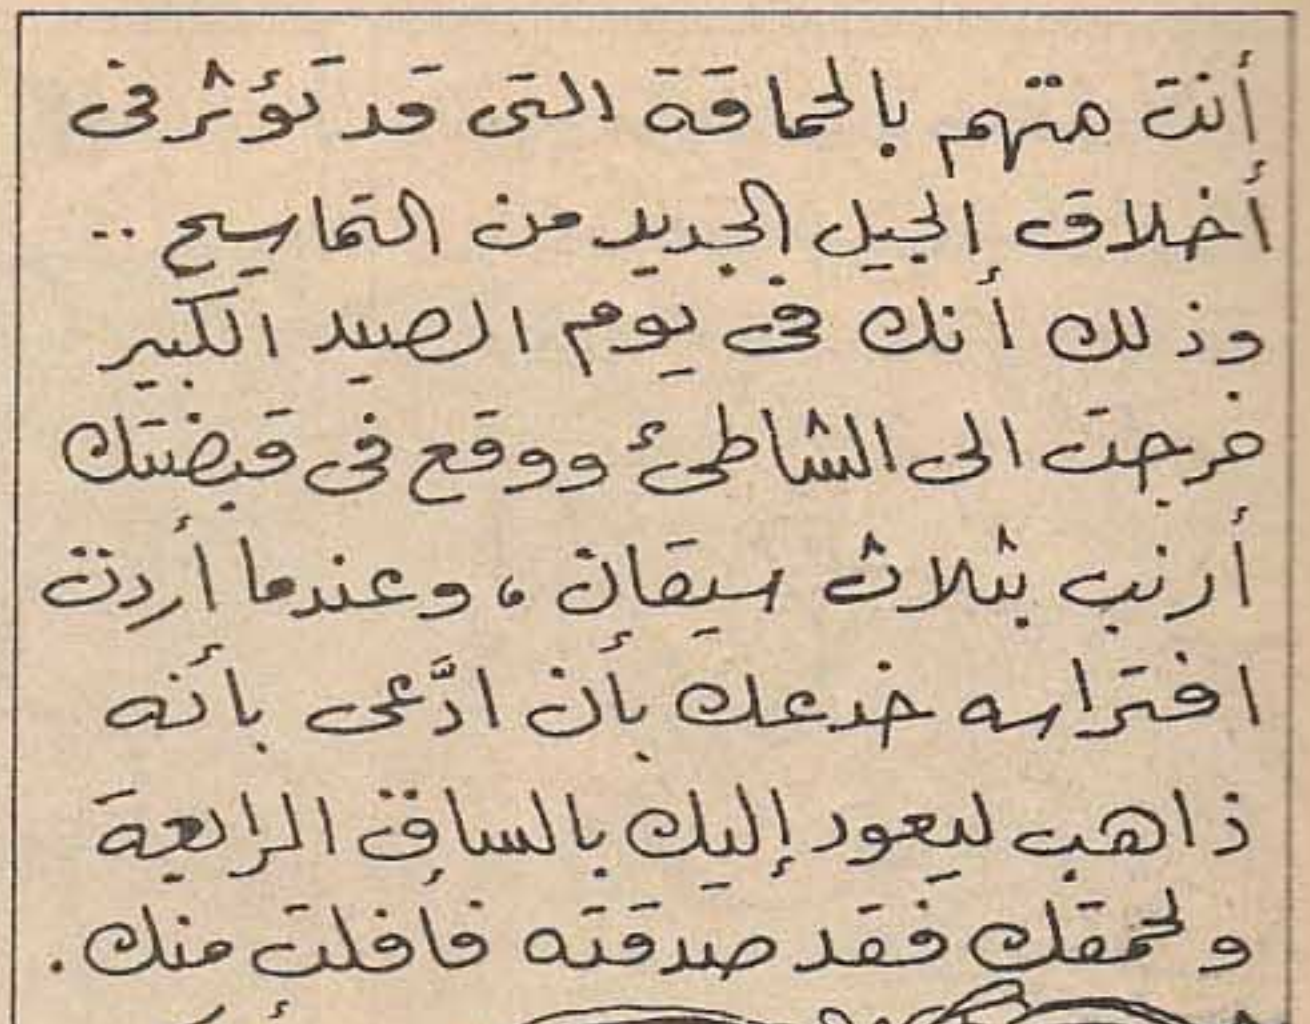 أنت متهم بالحماقة التى قد تؤثر فى
أخلاق الجيل الجديد من التماسيح ..
وذلك أنك فى يوم الصيد الكبير
خرجت الى الشاطئ ووقع فى قبضتك
أرنب بثلاث سيقان ، وعندما أردت
افتراسه خدعك بأن ادَّعى بأنه
ذاهب ليعود إليك بالساق الرابعة
ولحمقك فقد صدقته فأفلت منك .